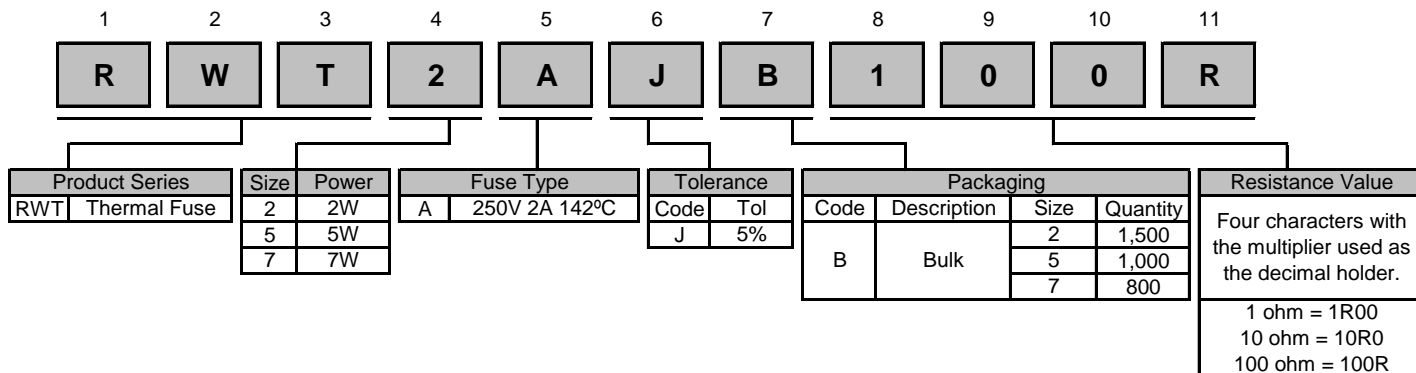 1 2 3 4 5 6 7 8 9 10 11
R W T 2 A J B 1 0 0 R
Product Series
RWT Thermal Fuse
Size Power
2 2W
5 5W
7 7W
Fuse Type
A 250V 2A 142ºC
Tolerance
Code Tol
J 5%
Packaging
Code Description Size Quantity
B Bulk
2 1,500
5 1,000
7 800
Resistance Value
Four characters with
the multiplier used as
the decimal holder.
1 ohm = 1R00
10 ohm = 10R0
100 ohm = 100R